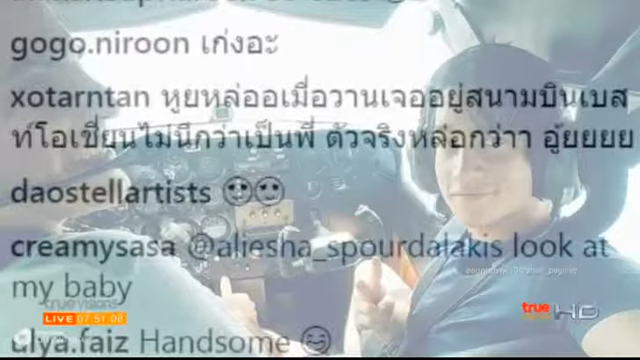 gogo.niroon เก่งอะ
xotarntan หูยหล่ออเมื่อวานเจออยู่สนามบินเบส
ท์โอเชี่ยนไม่นึกว่าเป็นพี่ ตัวจริงหล่อกว่าา อู้ยยยย
daostellartists
creamysasa @aliesha_spourdalakis look at
my baby
true visions
LIVE 07:51:08
ulya.faiz Handsome
true
HD